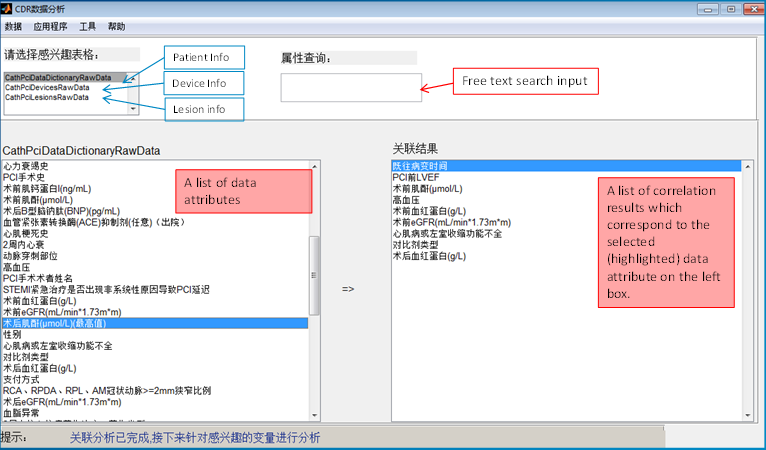 CDR数据分析
数据 应用程序 工具 帮助
请选择感兴趣表格:
CathPciDataDictionaryRawData
CathPciDevicesRawData
CathPciLesionsRawData
Patient Info
Device Info
Lesion info
属性查询:
Free text search input
CathPciDataDictionaryRawData
心力衰竭史
PCI手术史
术前肌钙蛋白I(ng/mL)
术前肌酐(μmol/L)
术后B型脑钠肽(BNP)(pg/mL)
血管紧张素转换酶(ACE)抑制剂(任意)（出院）
心肌梗死史
2周内心衰
动脉穿刺部位
高血压
PCI手术术者姓名
STEMI紧急治疗是否出现非系统性原因导致PCI延迟
术前血红蛋白(g/L)
术前eGFR(mL/min*1.73m*m)
术后肌酐(μmol/L)(最高值)
性别
心肌病或左室收缩功能不全
对比剂类型
术后血红蛋白(g/L)
支付方式
RCA、RPDA、RPL、AM冠状动脉>=2mm狭窄比例
术后eGFR(mL/min*1.73m*m)
血脂异常
A list of data
attributes
=>
关联结果
既往病变时间
PCI前LVEF
术前肌酐(μmol/L)
高血压
术前血红蛋白(g/L)
术前eGFR(mL/min*1.73m*m)
心肌病或左室收缩功能不全
对比剂类型
术后血红蛋白(g/L)
A list of correlation
results which
correspond to the
selected
(highlighted) data
attribute on the left
box.
提示: 关联分析已完成,接下来针对感兴趣的变量进行分析